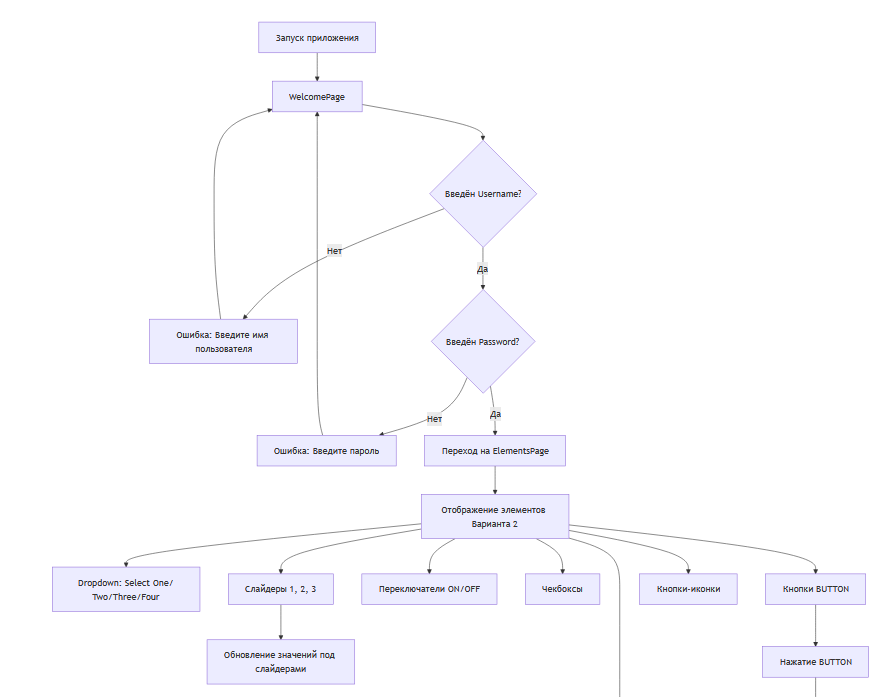 Запуск приложения
WelcomePage
Введён Username?
Нет
Да
Ошибка: Введите имя
пользователя
Введён Password?
Нет
Да
Ошибка: Введите пароль
Переход на ElementsPage
Отображение элементов
Варианта 2
Dropdown: Select One/
Two/Three/Four
Слайдеры 1, 2, 3
Переключатели ON/OFF
Чекбоксы
Кнопки-иконки
Кнопки BUTTON
Обновление значений под
слайдерами
Нажатие BUTTON